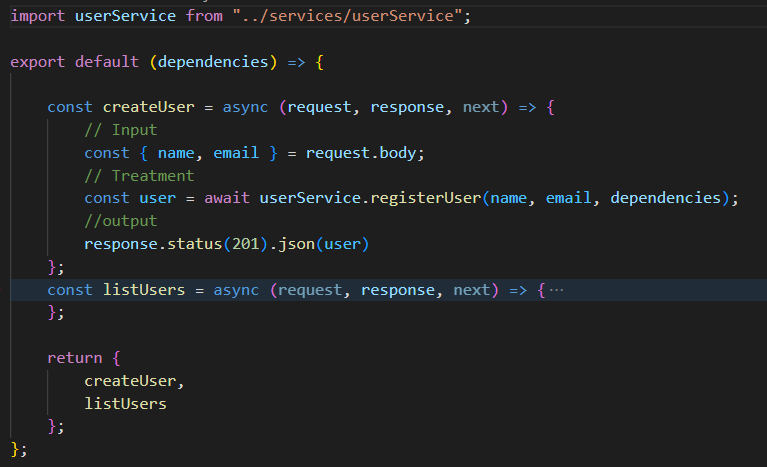 import userService from "../services/userService";
export default (dependencies) => {
const createUser = async (request, response, next) => {
// Input
const { name, email } = request.body;
// Treatment
const user = await userService.registerUser(name, email, dependencies);
//output
response.status(201).json(user)
};
const listUsers = async (request, response, next) => {···
};
return {
createUser,
listUsers
};
};